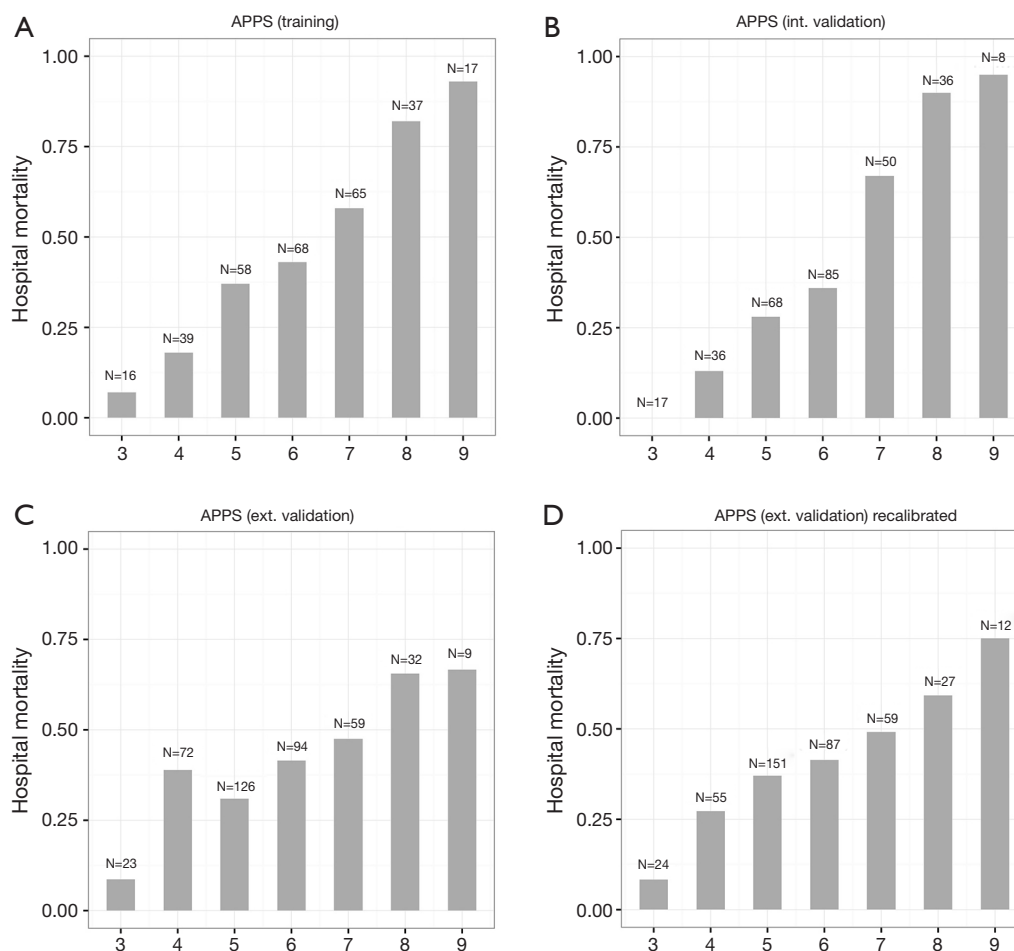 A
APPS (training)
Hospital mortality
1.00
0.75
0.50
0.25
0.00
N=16
N=39
N=58
N=68
N=65
N=37
N=17
3 4 5 6 7 8 9
B
APPS (int. validation)
Hospital mortality
1.00
0.75
0.50
0.25
0.00
N=17
N=36
N=68
N=85
N=50
N=36
N=8
3 4 5 6 7 8 9
C
APPS (ext. validation)
Hospital mortality
1.00
0.75
0.50
0.25
0.00
N=23
N=72
N=126
N=94
N=59
N=32
N=9
3 4 5 6 7 8 9
D
APPS (ext. validation) recalibrated
Hospital mortality
1.00
0.75
0.50
0.25
0.00
N=24
N=55
N=151
N=87
N=59
N=27
N=12
3 4 5 6 7 8 9